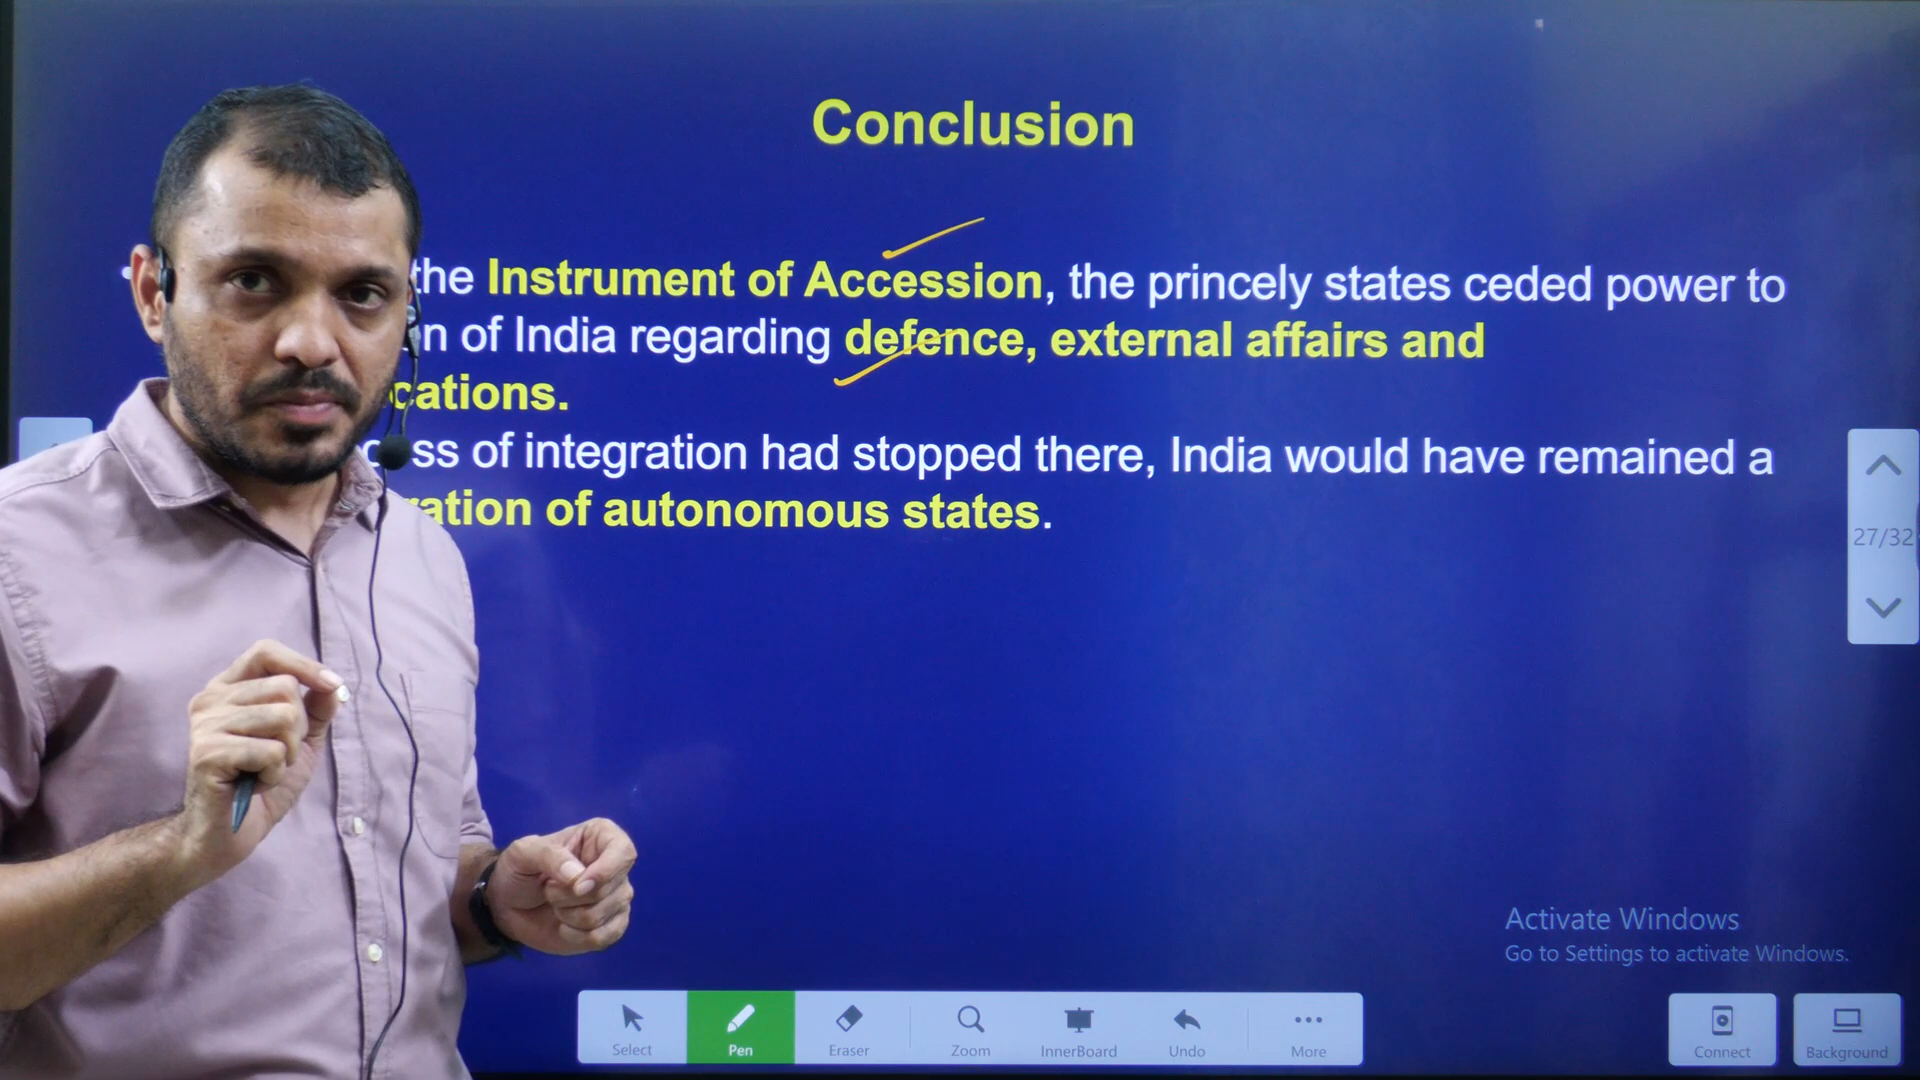 Conclusion
the Instrument of Accession, the princely states ceded power to
of India regarding defence, external affairs and
cations.
of integration had stopped there, India would have remained a
ration of autonomous states.
27/32
Activate Windows
Go to Settings to activate Windows.
Select Pen Eraser Zoom InnerBoard Undo More Connect Background